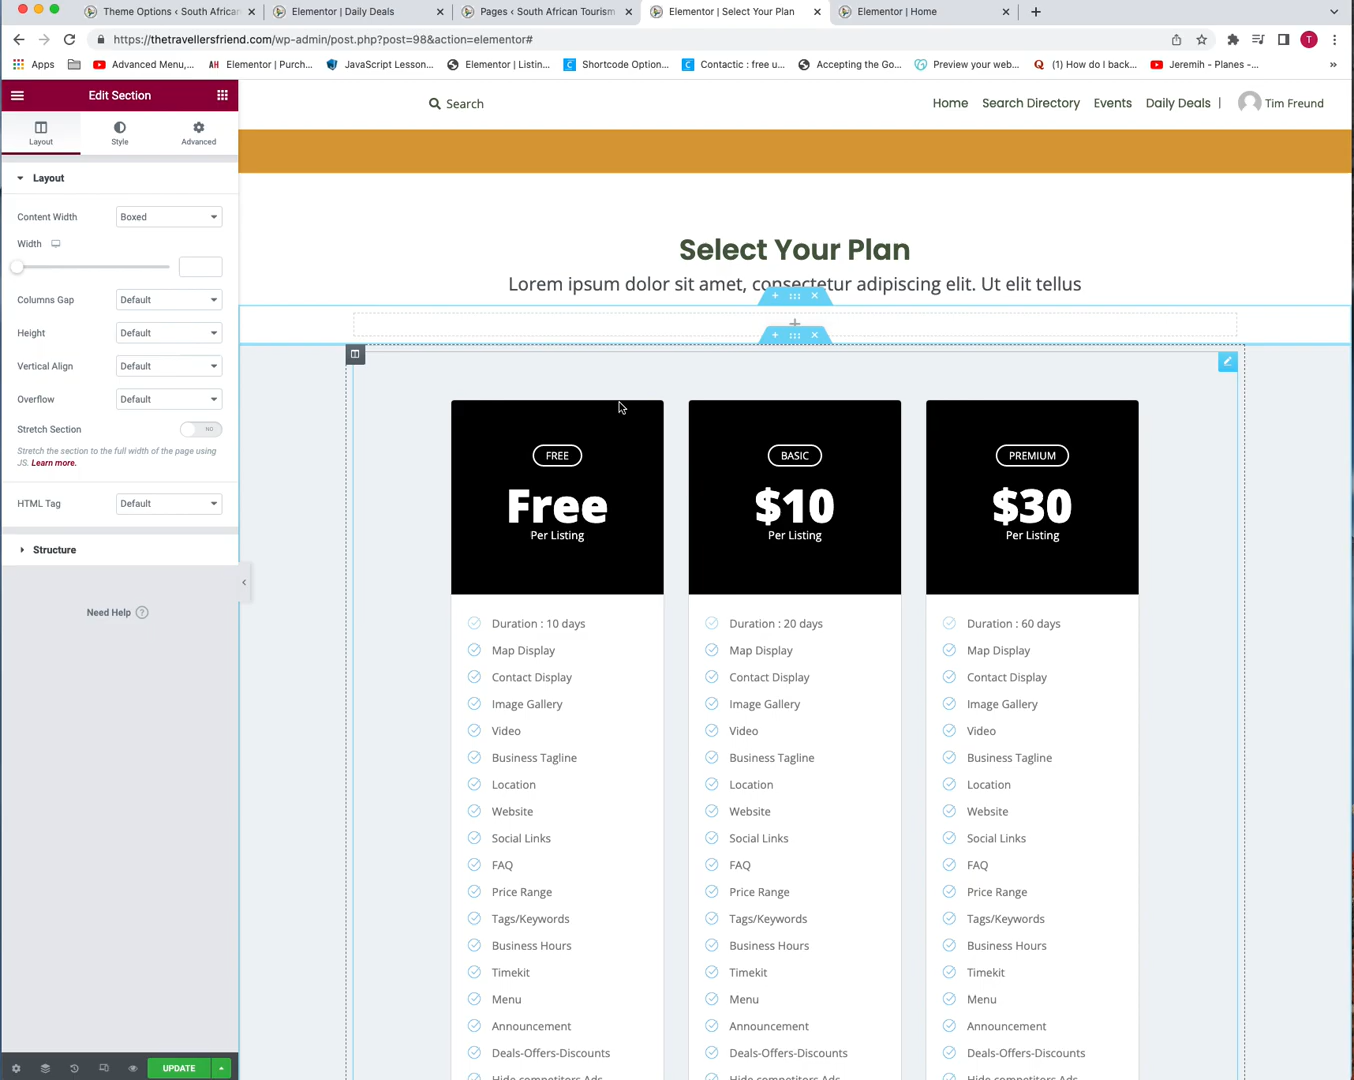 Theme Options ‹ South African
Elementor | Daily Deals
Pages ‹ South African Tourism
Elementor | Select Your Plan
Elementor | Home
https://thetravellersfriend.com/wp-admin/post.php?post=98&action=elementor#
T
Apps
Advanced Menu,...
AH Elementor | Purch...
JavaScript Lesson...
Elementor | Listin...
C Shortcode Option...
C Contactic : free u...
Accepting the Go...
Preview your web...
Q (1) How do I back...
Jeremih - Planes -...
»
Edit Section
Search
Home
Search Directory
Events
Daily Deals |
Tim Freund
Layout
Style
Advanced
Layout
Content Width
Boxed
Width
Columns Gap
Default
Height
Default
Vertical Align
Default
Overflow
Default
Stretch Section
NO
Stretch the section to the full width of the page using
JS. Learn more.
HTML Tag
Default
Structure
Need Help ?
UPDATE
Select Your Plan
Lorem ipsum dolor sit amet, consectetur adipiscing elit. Ut elit tellus
FREE
Free
Per Listing
Duration : 10 days
Map Display
Contact Display
Image Gallery
Video
Business Tagline
Location
Website
Social Links
FAQ
Price Range
Tags/Keywords
Business Hours
Timekit
Menu
Announcement
Deals-Offers-Discounts
Hide competitors Ads
BASIC
$10
Per Listing
Duration : 20 days
Map Display
Contact Display
Image Gallery
Video
Business Tagline
Location
Website
Social Links
FAQ
Price Range
Tags/Keywords
Business Hours
Timekit
Menu
Announcement
Deals-Offers-Discounts
Hide competitors Ads
PREMIUM
$30
Per Listing
Duration : 60 days
Map Display
Contact Display
Image Gallery
Video
Business Tagline
Location
Website
Social Links
FAQ
Price Range
Tags/Keywords
Business Hours
Timekit
Menu
Announcement
Deals-Offers-Discounts
Hide competitors Ads